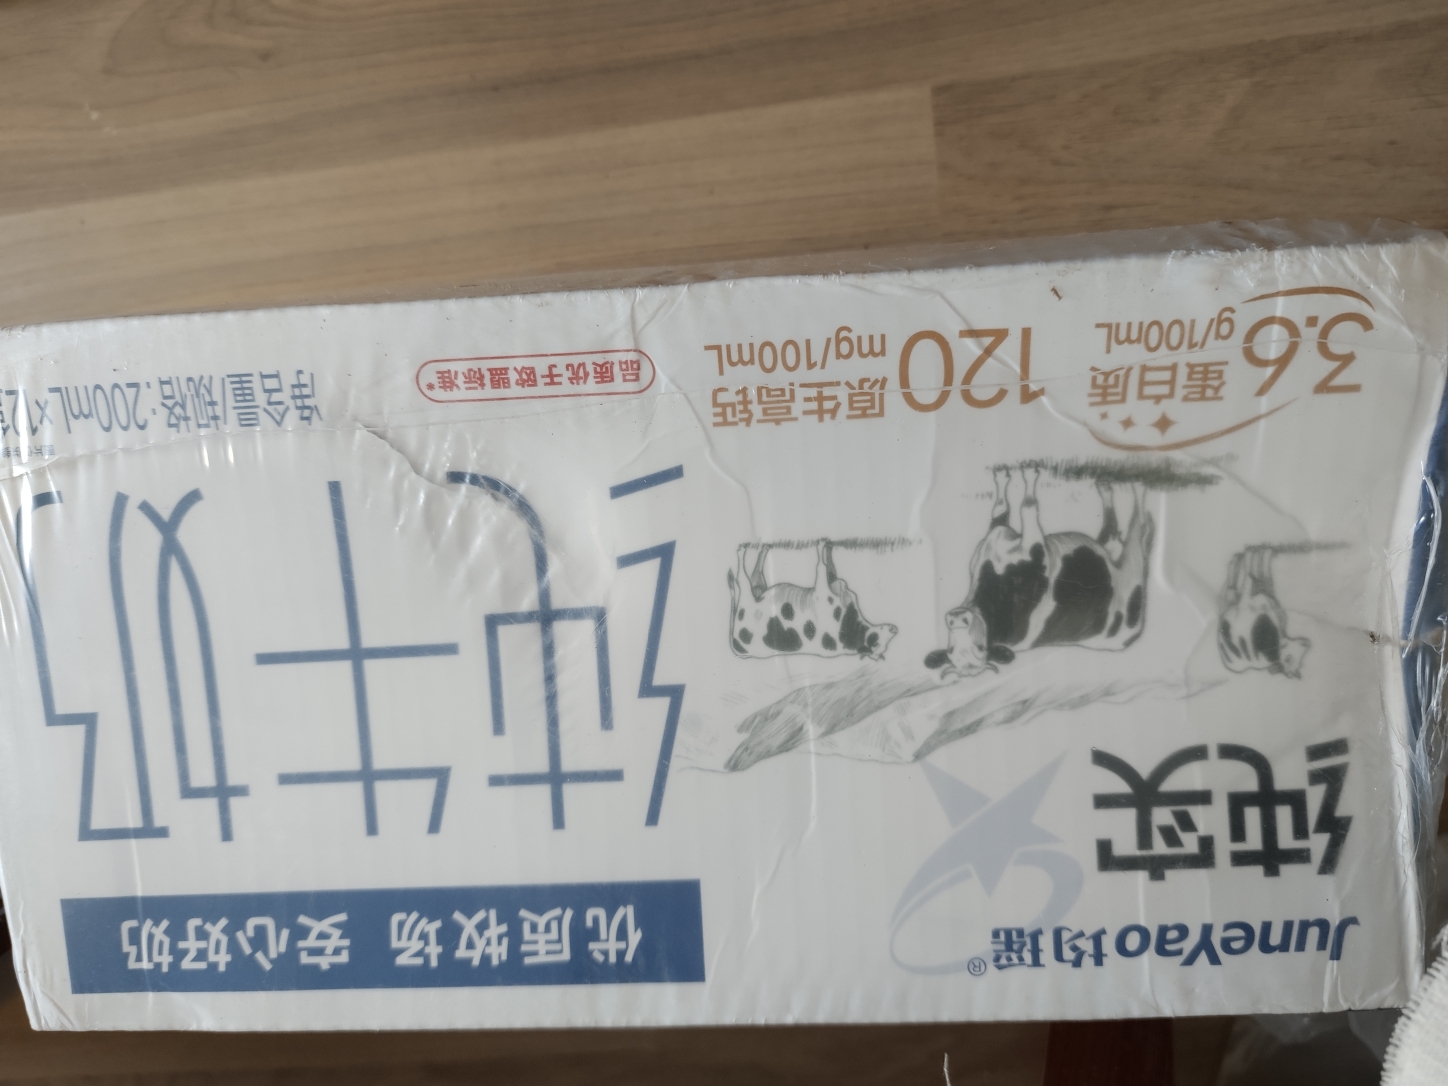 JuneYao均瑶®
纯实
优质牧场 安心好奶
纯牛奶
3.6
g/100mL
蛋白质
120
mg/100mL
原生高钙
品质优于欧盟标准*
净含量/规格:200mL×12